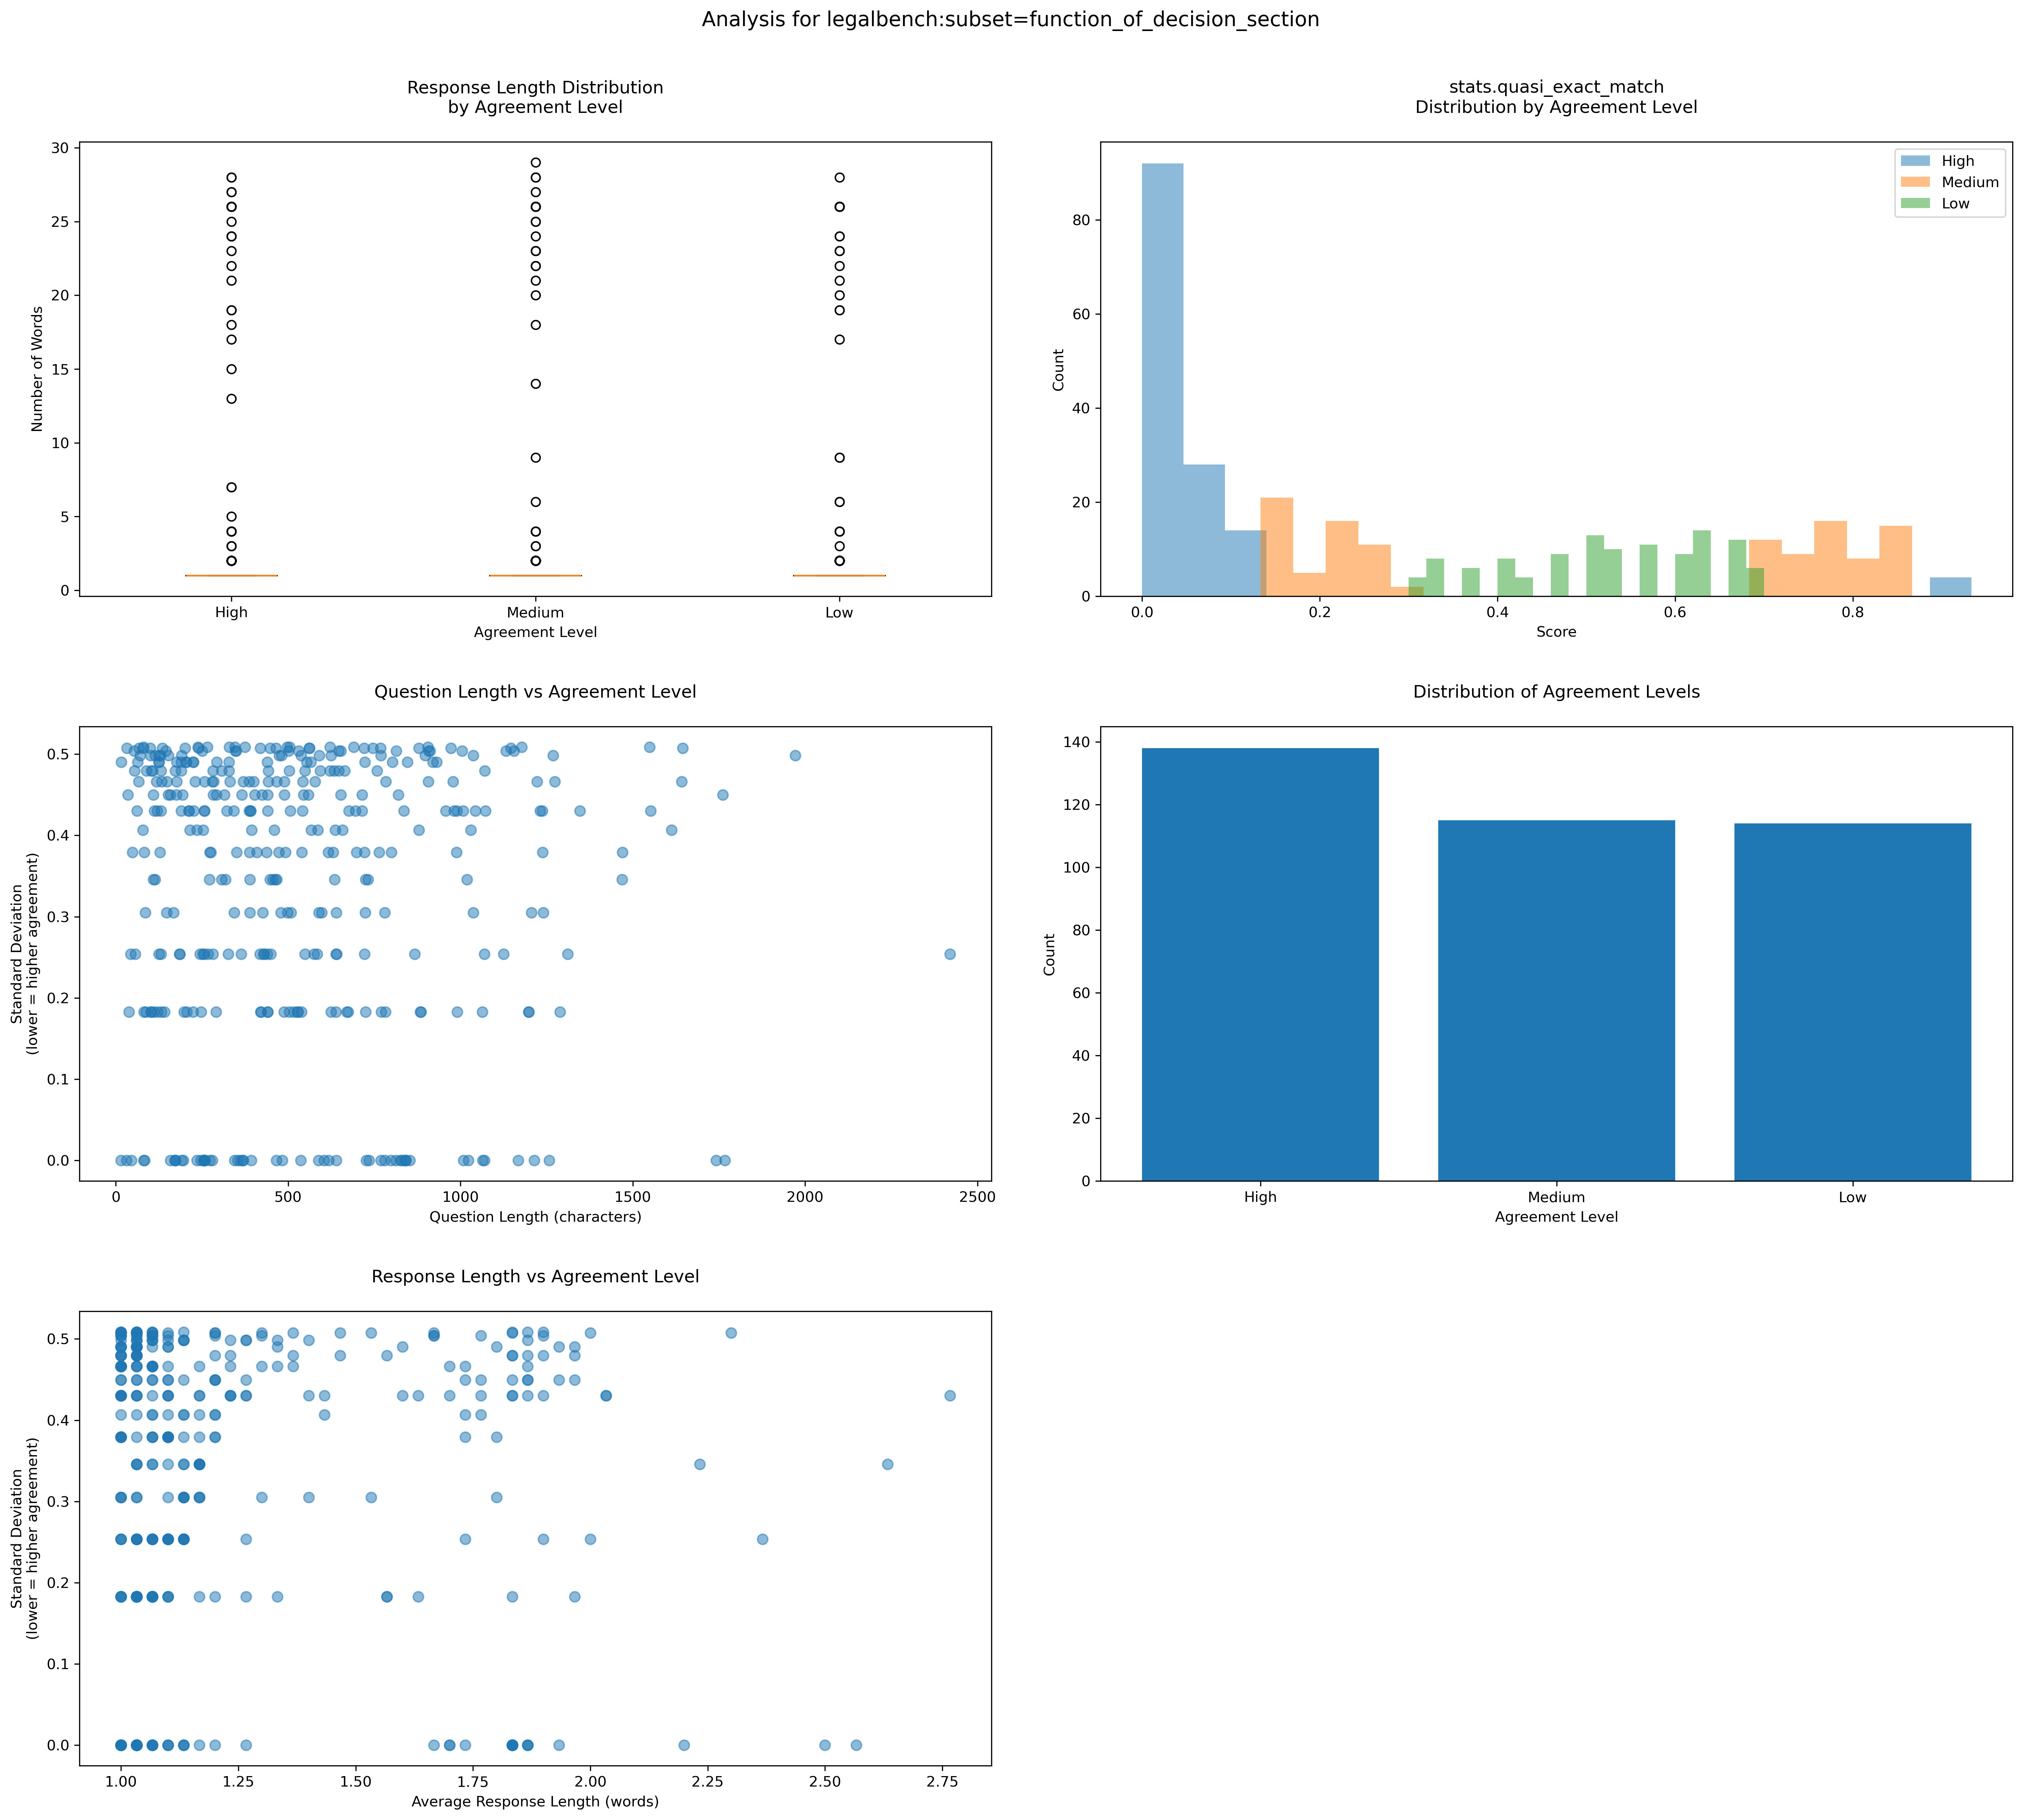 Analysis for legalbench:subset=function_of_decision_section
Response Length Distribution
by Agreement Level
30
25
20
15
10
5
0
Number of Words
High
Medium
Low
Agreement Level
stats.quasi_exact_match
Distribution by Agreement Level
High
Medium
Low
80
60
40
20
0
Count
0.0
0.2
0.4
0.6
0.8
Score
Question Length vs Agreement Level
0.5
0.4
0.3
0.2
0.1
0.0
Standard Deviation
(lower = higher agreement)
0
500
1000
1500
2000
2500
Question Length (characters)
Distribution of Agreement Levels
140
120
100
80
60
40
20
0
Count
High
Medium
Low
Agreement Level
Response Length vs Agreement Level
0.5
0.4
0.3
0.2
0.1
0.0
Standard Deviation
(lower = higher agreement)
1.00
1.25
1.50
1.75
2.00
2.25
2.50
2.75
Average Response Length (words)